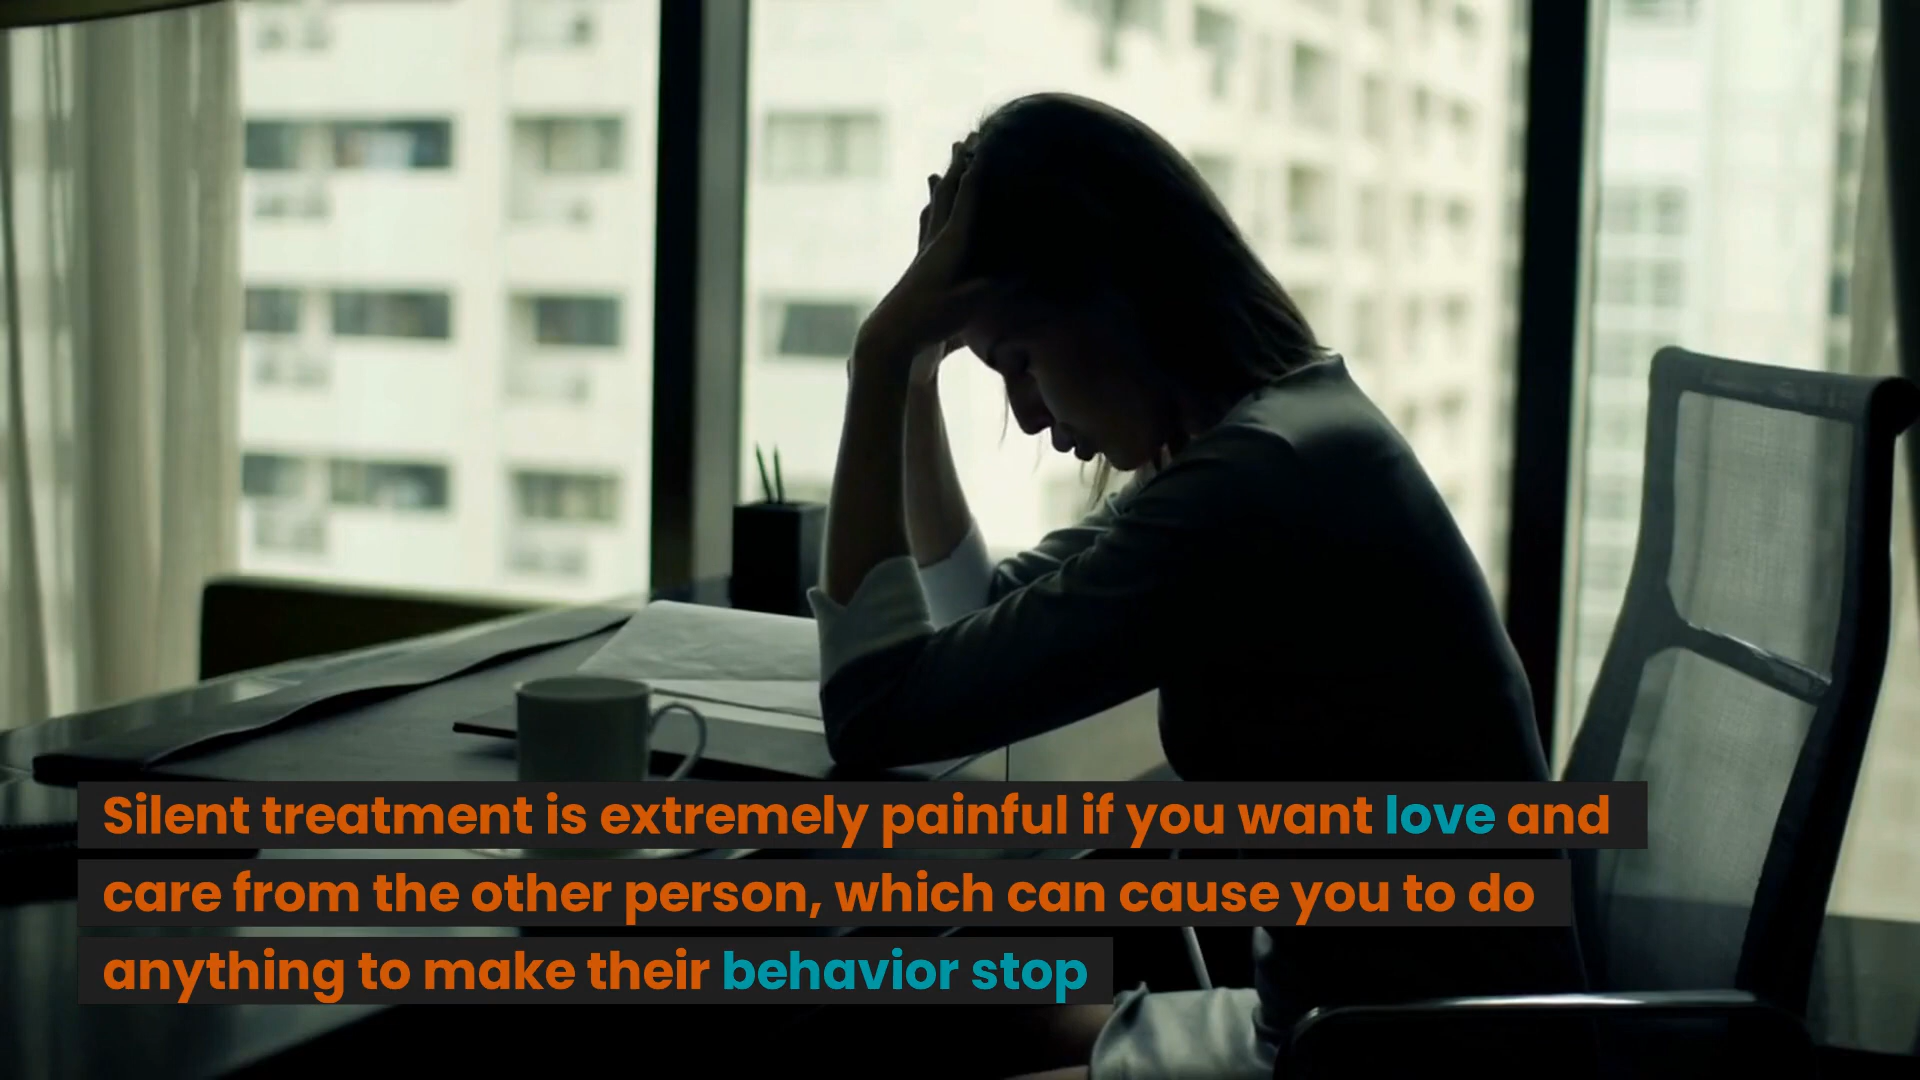 Silent treatment is extremely painful if you want love and
care from the other person, which can cause you to do
anything to make their behavior stop